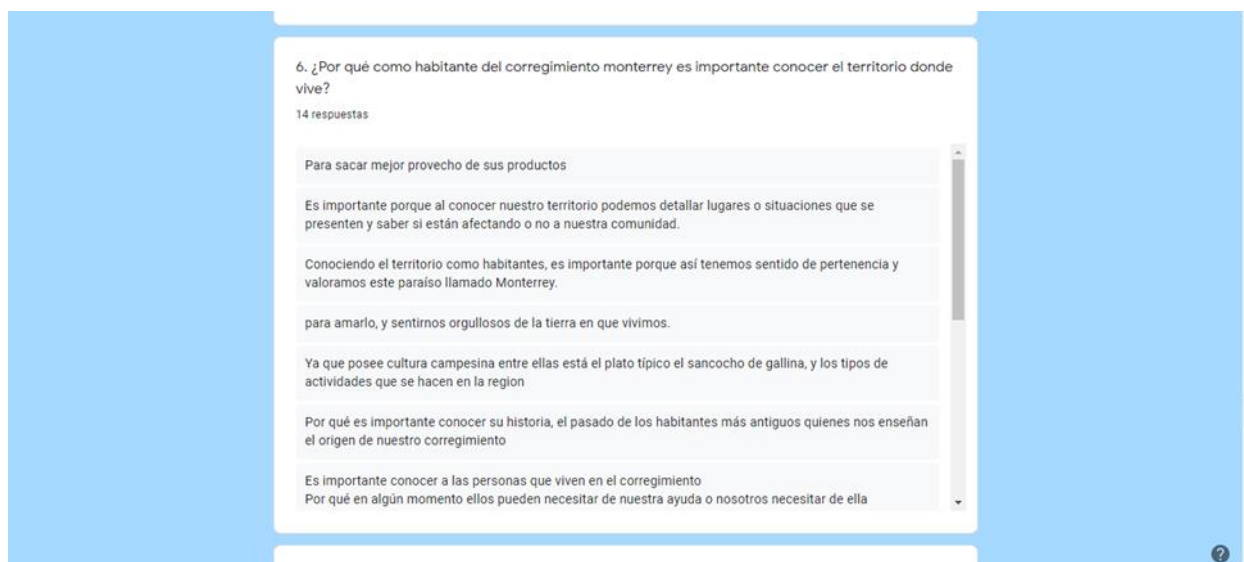 6. ¿Por qué como habitante del corregimiento monterrey es importante conocer el territorio donde
vive?
14 respuestas
Para sacar mejor provecho de sus productos
Es importante porque al conocer nuestro territorio podemos detallar lugares o situaciones que se
presenten y saber si están afectando o no a nuestra comunidad.
Conociendo el territorio como habitantes, es importante porque así tenemos sentido de pertenencia y
valoramos este paraíso llamado Monterrey.
para amarlo, y sentirnos orgullosos de la tierra en que vivimos.
Ya que posee cultura campesina entre ellas está el plato típico el sancocho de gallina, y los tipos de
actividades que se hacen en la region
Por qué es importante conocer su historia, el pasado de los habitantes más antiguos quienes nos enseñan
el origen de nuestro corregimiento
Es importante conocer a las personas que viven en el corregimiento
Por qué en algún momento ellos pueden necesitar de nuestra ayuda o nosotros necesitar de ella